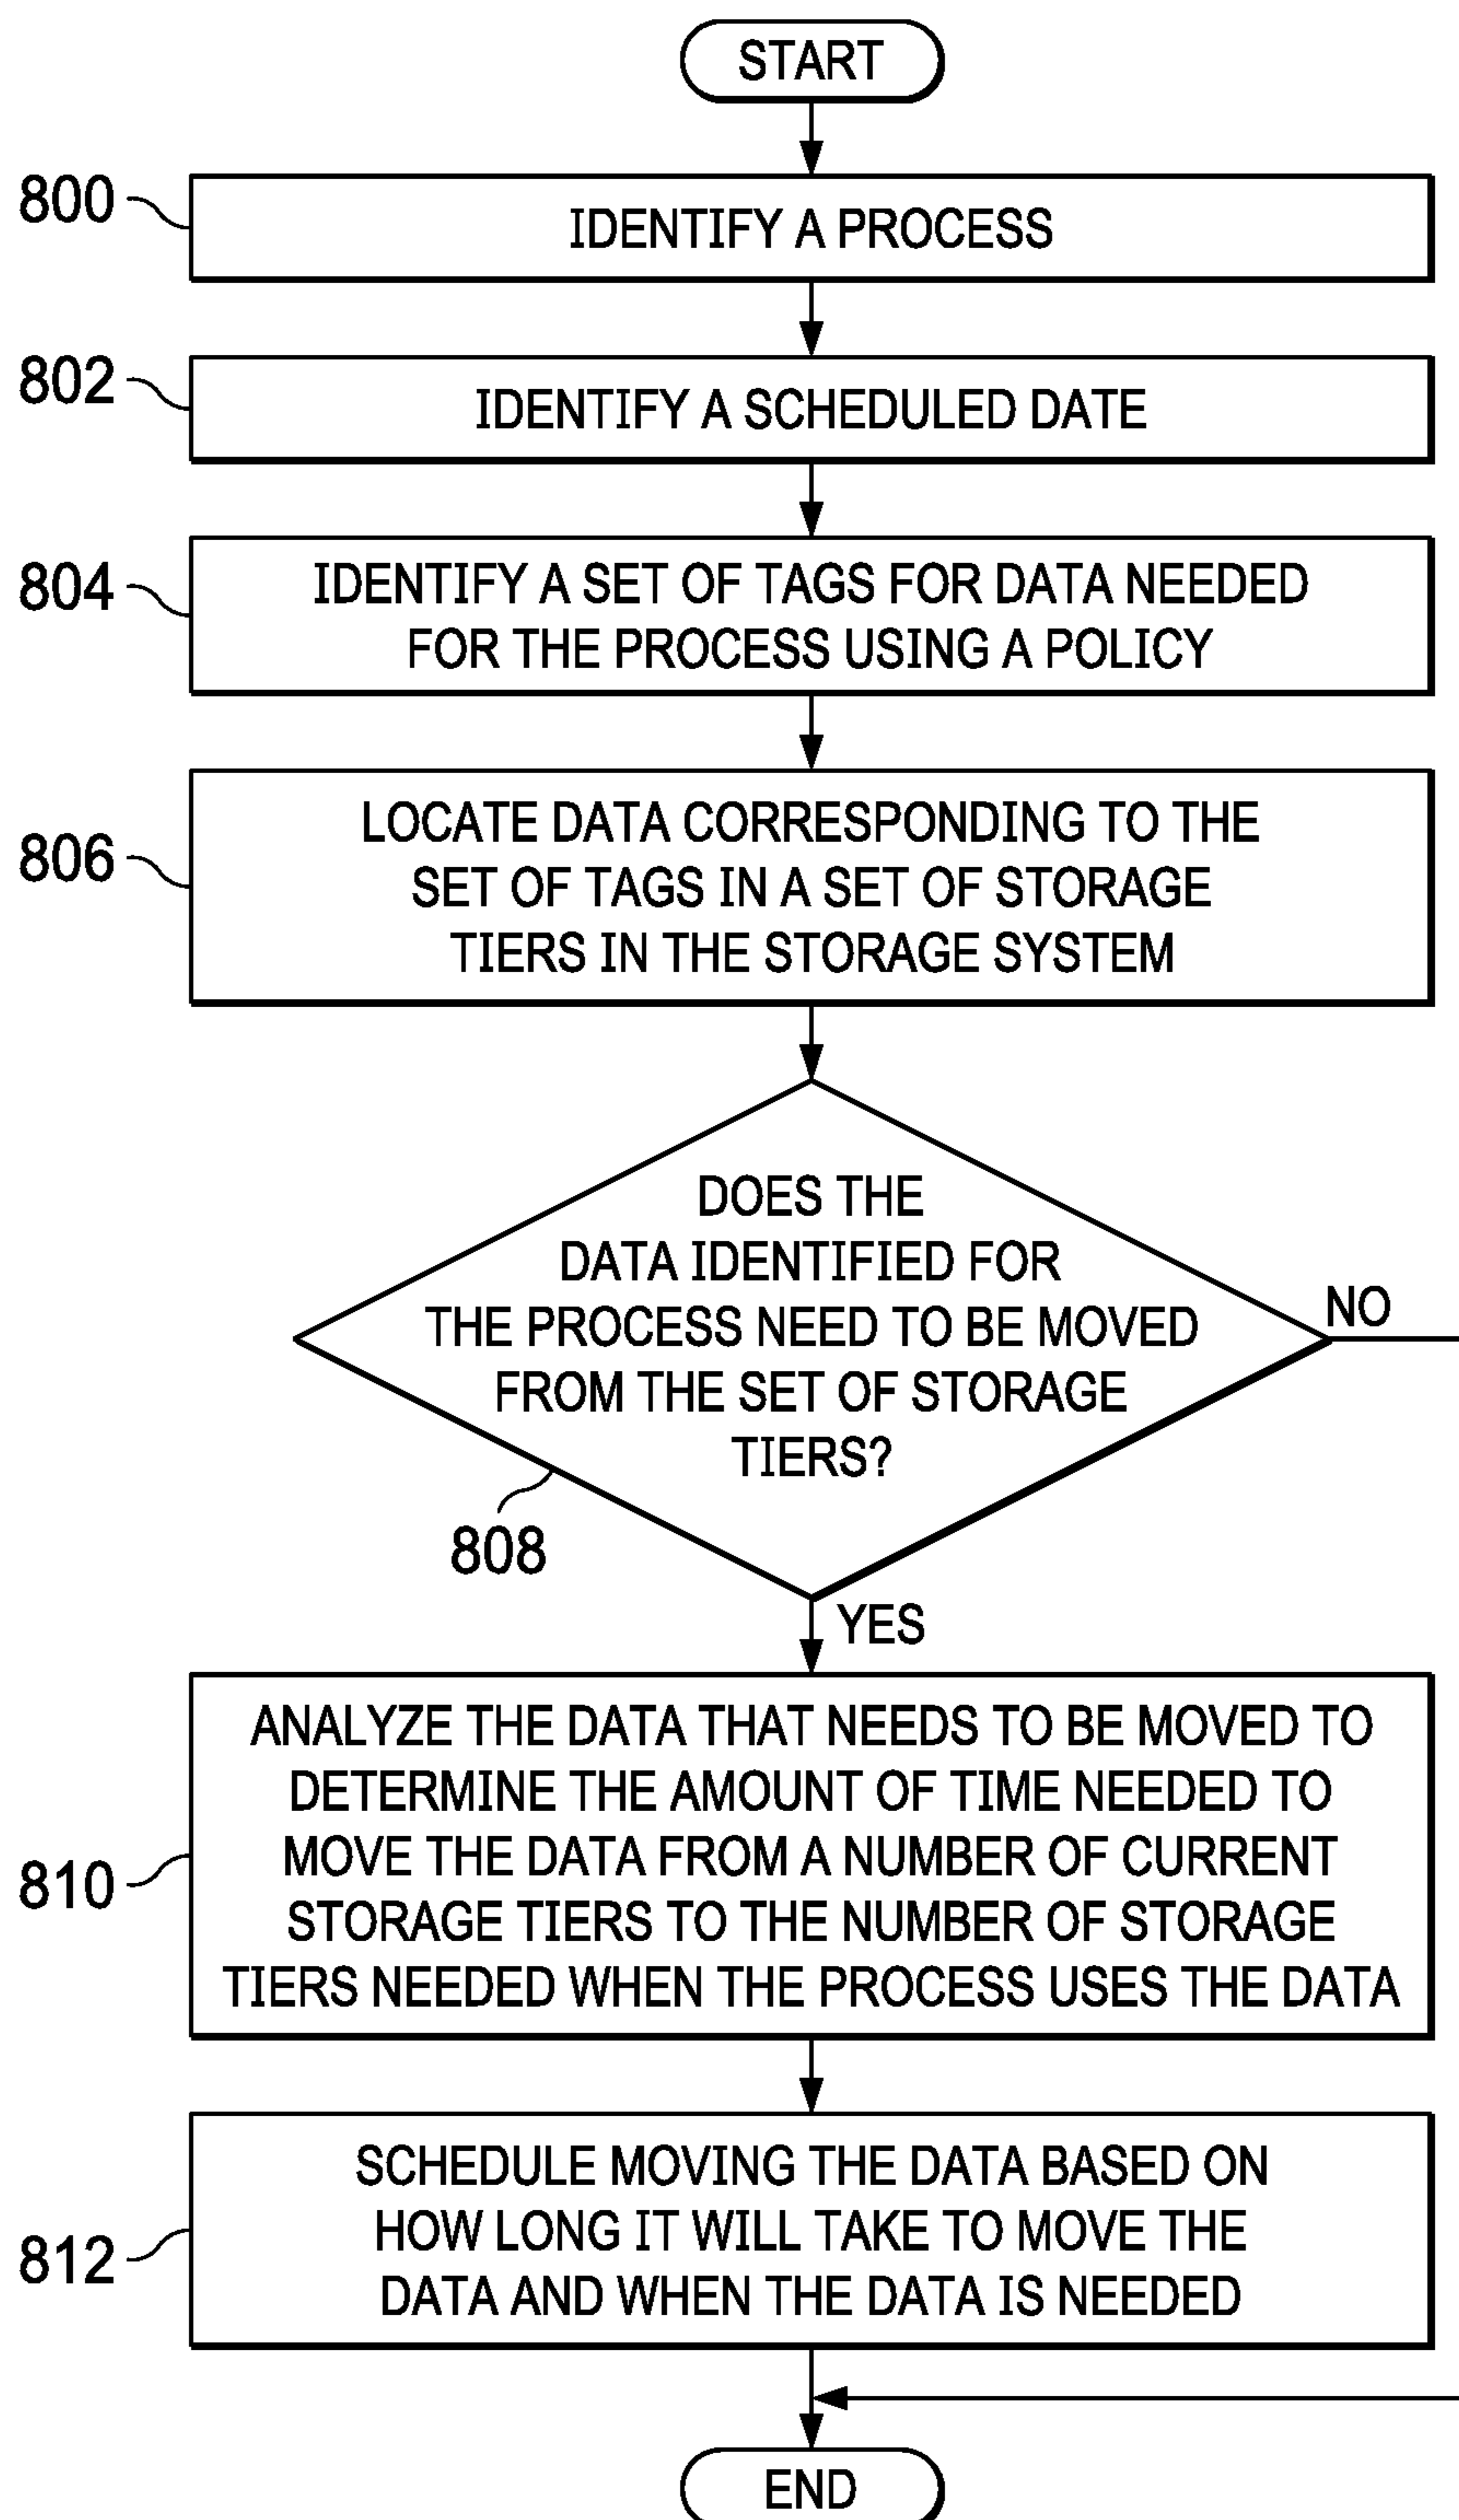 START
800
IDENTIFY A PROCESS
802
IDENTIFY A SCHEDULED DATE
804
IDENTIFY A SET OF TAGS FOR DATA NEEDED
FOR THE PROCESS USING A POLICY
806
LOCATE DATA CORRESPONDING TO THE
SET OF TAGS IN A SET OF STORAGE
TIERS IN THE STORAGE SYSTEM
DOES THE
DATA IDENTIFIED FOR
THE PROCESS NEED TO BE MOVED
FROM THE SET OF STORAGE
TIERS?
NO
808
YES
810
ANALYZE THE DATA THAT NEEDS TO BE MOVED TO
DETERMINE THE AMOUNT OF TIME NEEDED TO
MOVE THE DATA FROM A NUMBER OF CURRENT
STORAGE TIERS TO THE NUMBER OF STORAGE
TIERS NEEDED WHEN THE PROCESS USES THE DATA
812
SCHEDULE MOVING THE DATA BASED ON
HOW LONG IT WILL TAKE TO MOVE THE
DATA AND WHEN THE DATA IS NEEDED
END